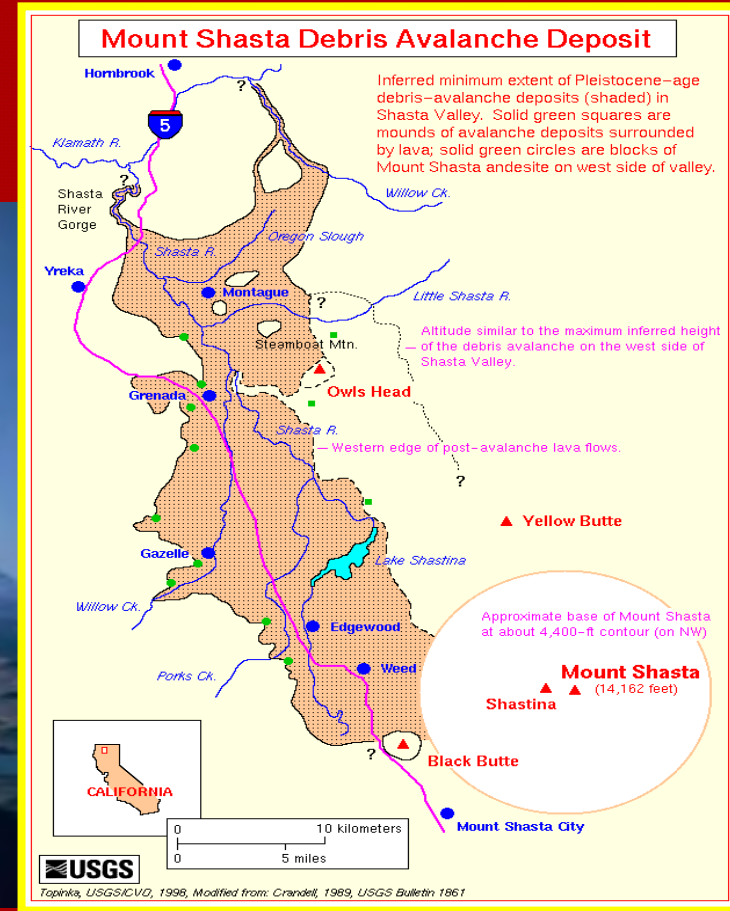 Mount Shasta Debris Avalanche Deposit
Hornbrook
?
Inferred minimum extent of Pleistocene-age
debris-avalanche deposits (shaded) in
Shasta Valley. Solid green squares are
mounds of avalanche deposits surrounded
by lava; solid green circles are blocks of
Mount Shasta andesite on west side of valley.
5
Klamath R.
?
Shasta
River
Gorge
Willow Ck.
Oregon Slough
Shasta R.
Yreka
Montague
?
Little Shasta R.
Altitude similar to the maximum inferred height
of the debris avalanche on the west side of
Shasta Valley.
Steamboat Mtn.
Owls Head
Grenada
Shasta R.
Western edge of post-avalanche lava flows.
?
Yellow Butte
Gazelle
Lake Shastina
Willow Ck.
Approximate base of Mount Shasta
at about 4,400-ft contour (on NW)
Edgewood
Weed
Mount Shasta
(14,162 feet)
Shastina
Porks Ck.
?
Black Butte
CALIFORNIA
Mount Shasta City
0 10 kilometers
0 5 miles
USGS
Topinka, USGS/CVO, 1998, Modified from: Crandell, 1989, USGS Bulletin 1861